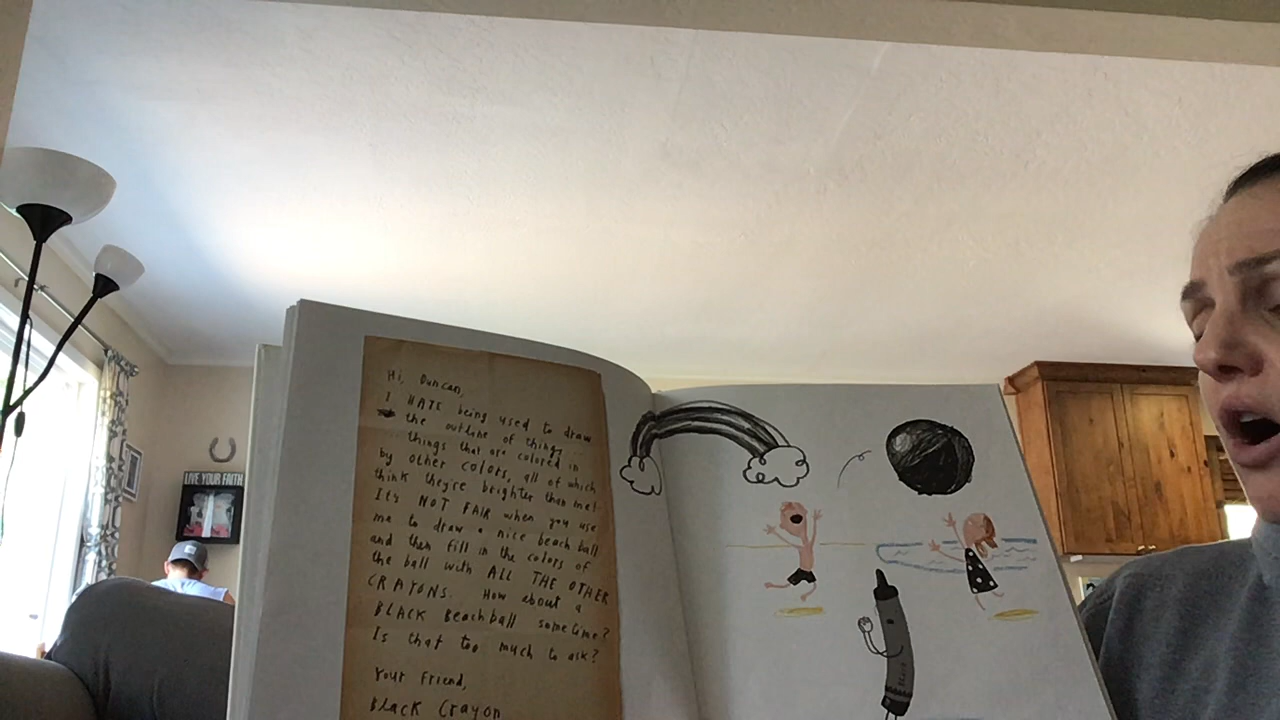 LIVE YOUR FAITH
Hi, Duncan,
I HATE being used to draw
the outline of things...
things that are colored in
by other colors, all of which
think they're brighter than me!
It's NOT FAIR when you use
me to draw a nice beach ball
and then fill in the colors of
the ball with ALL THE OTHER
CRAYONS. How about a
BLACK beach ball sometime?
Is that too much to ask?
Your friend,
Black Crayon